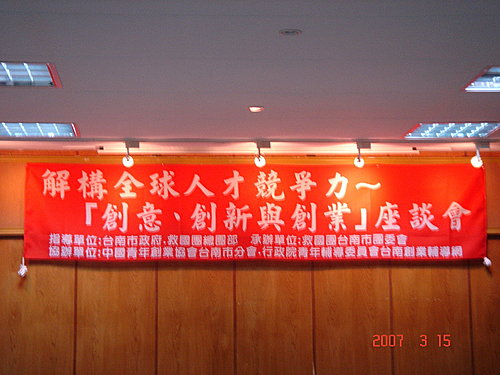 解構全球人才競爭力～
「創意、創新與創業」座談會
指導單位:台南市政府.救國團總團部 承辦單位:救國團台南市團委會
協辦單位:中國青年創業協會台南市分會.行政院青年輔導委員會台南創業輔導網
2007 3 15